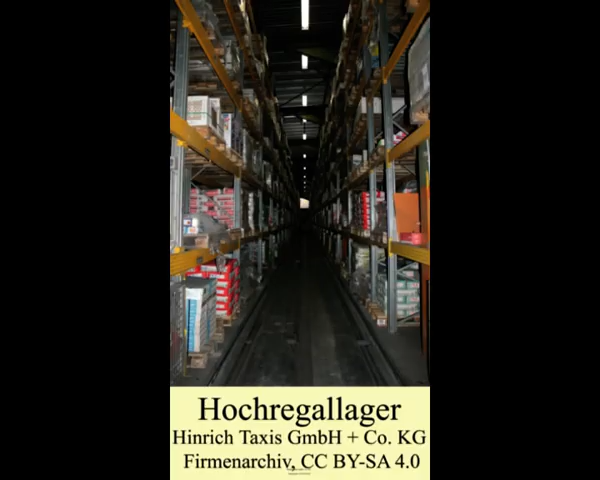 Hochregallager
Hinrich Taxis GmbH + Co. KG
Firmenarchiv, CC BY-SA 4.0